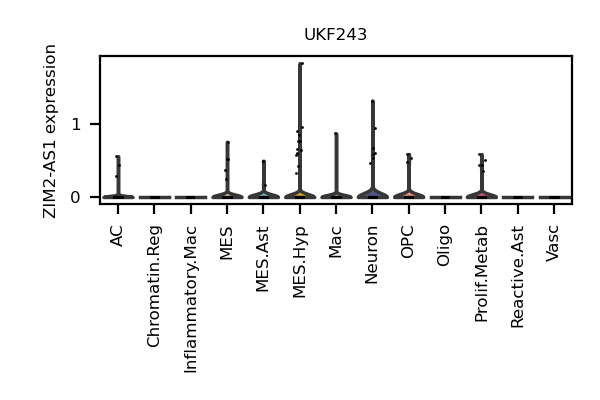 UKF243
ZIM2-AS1 expression
1
0
AC
Chromatin.Reg
Inflammatory.Mac
MES
MES.Ast
MES.Hyp
Mac
Neuron
OPC
Oligo
Prolif.Metab
Reactive.Ast
Vasc